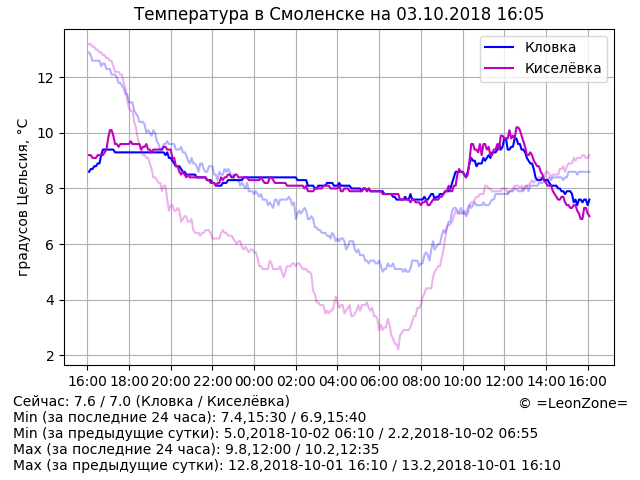 Температура в Смоленске на 03.10.2018 16:05
градусов Цельсия, °C
12
10
8
6
4
2
Кловка
Киселёвка
16:00 18:00 20:00 22:00 00:00 02:00 04:00 06:00 08:00 10:00 12:00 14:00 16:00
Сейчас: 7.6 / 7.0 (Кловка / Киселёвка)
© =LeonZone=
Min (за последние 24 часа): 7.4,15:30 / 6.9,15:40
Min (за предыдущие сутки): 5.0,2018-10-02 06:10 / 2.2,2018-10-02 06:55
Max (за последние 24 часа): 9.8,12:00 / 10.2,12:35
Max (за предыдущие сутки): 12.8,2018-10-01 16:10 / 13.2,2018-10-01 16:10